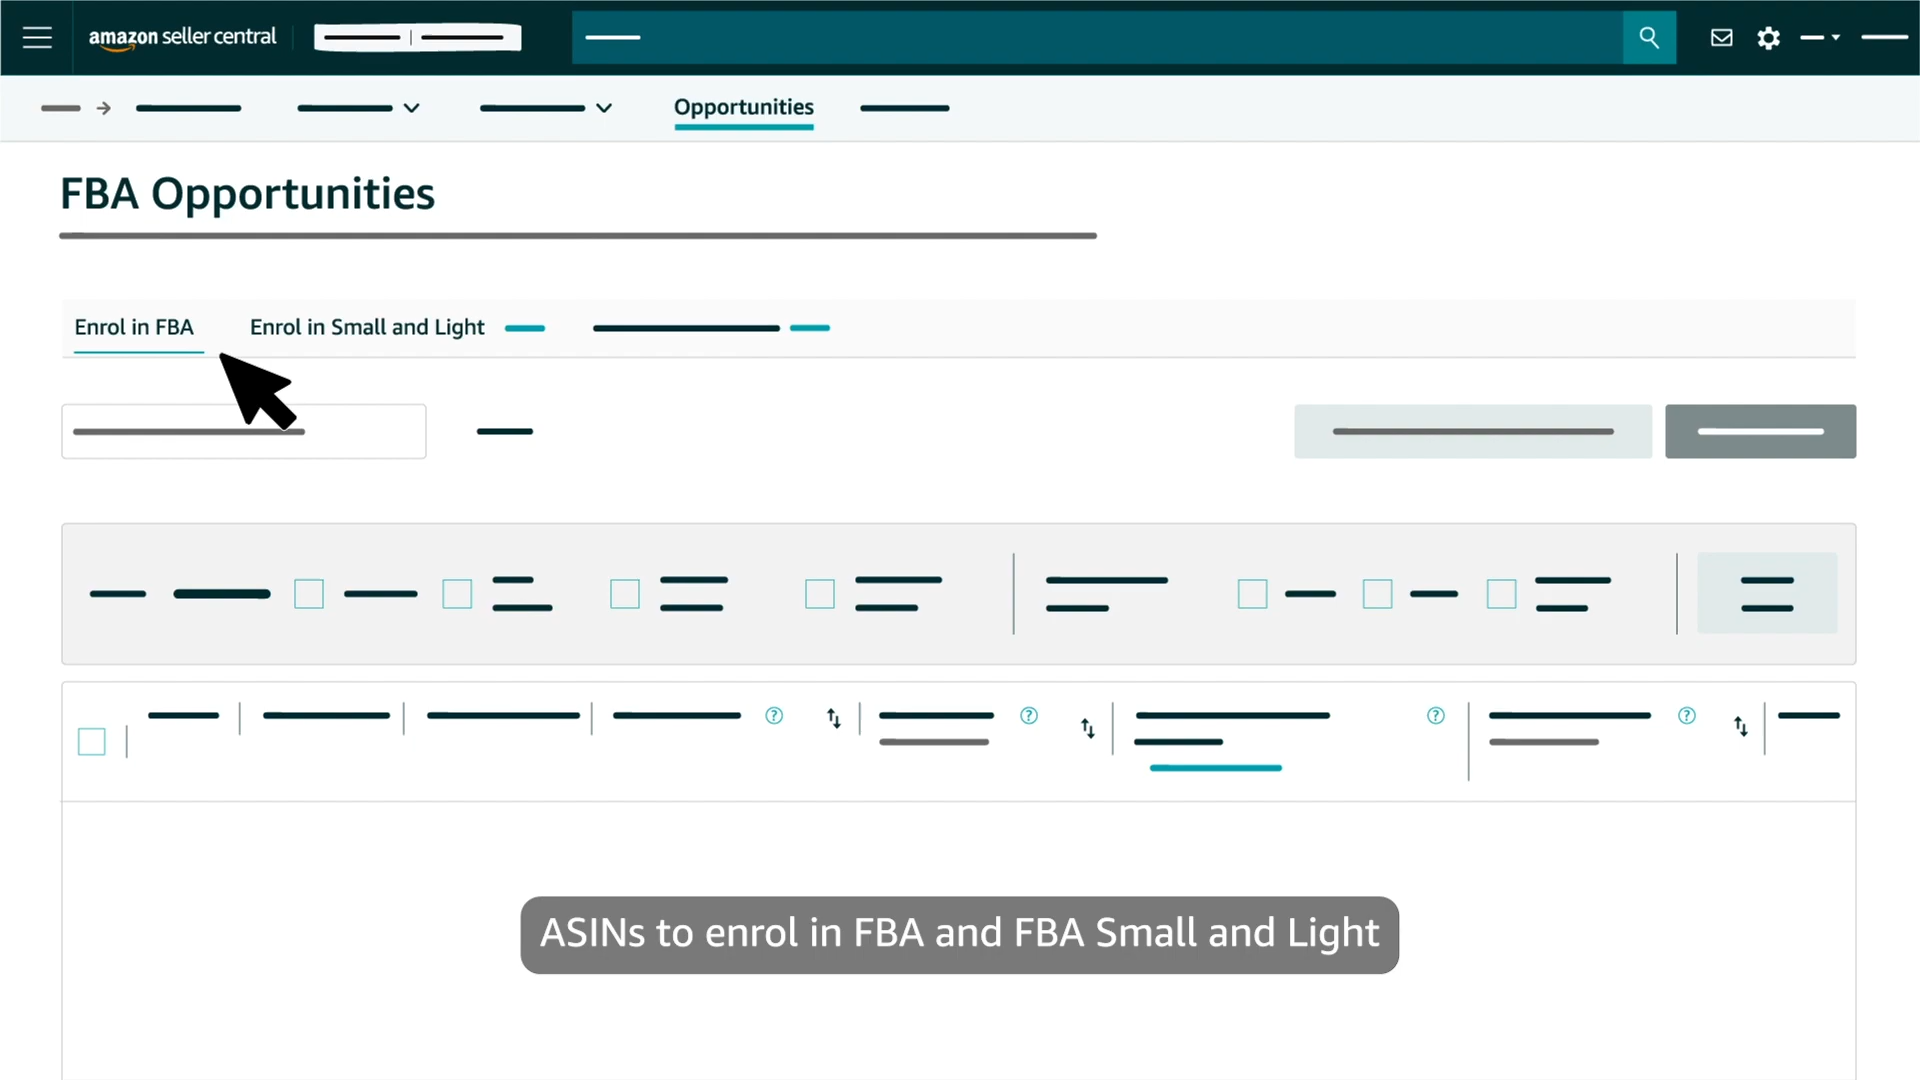 amazon seller central
Opportunities
FBA Opportunities
Enrol in FBA
Enrol in Small and Light
ASINs to enrol in FBA and FBA Small and Light